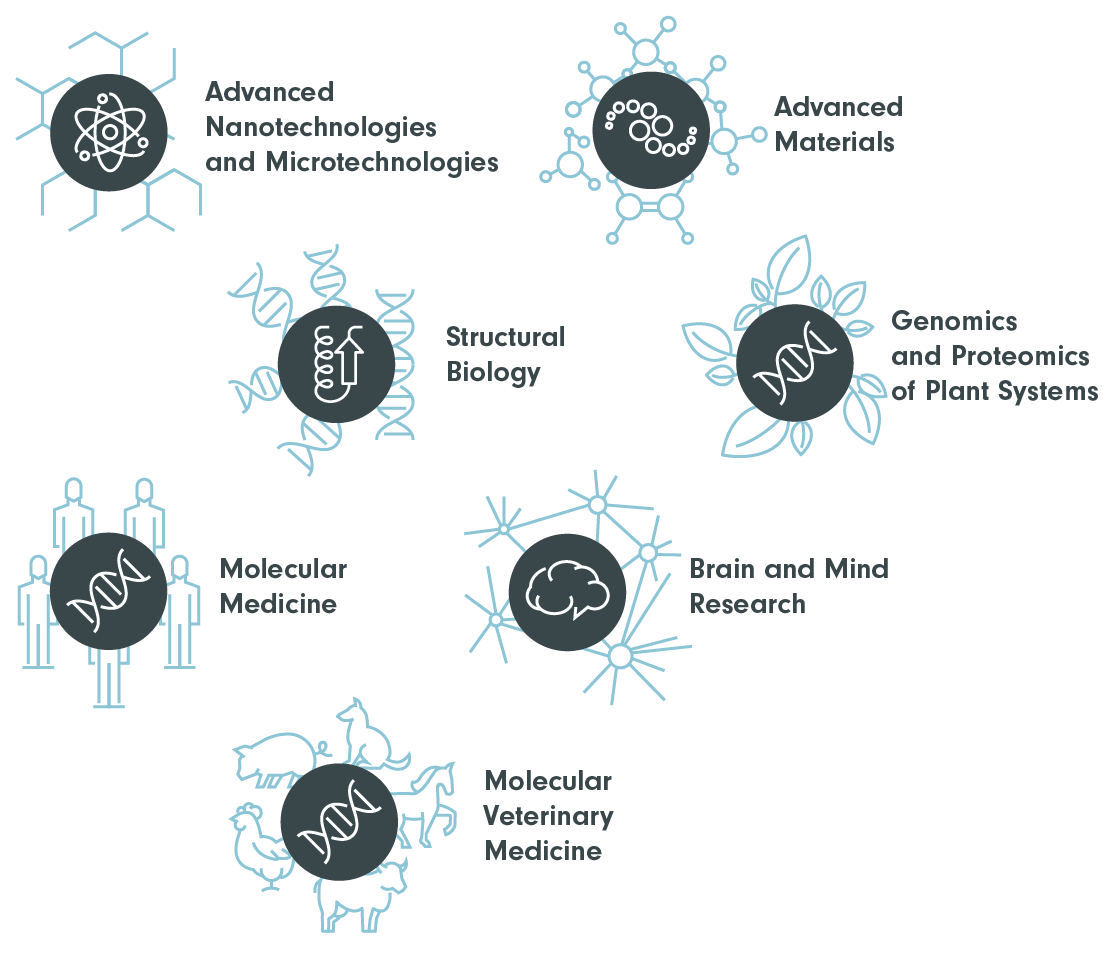 Advanced
Nanotechnologies
and Microtechnologies
Advanced
Materials
Structural
Biology
Genomics
and Proteomics
of Plant Systems
Molecular
Medicine
Brain and Mind
Research
Molecular
Veterinary
Medicine